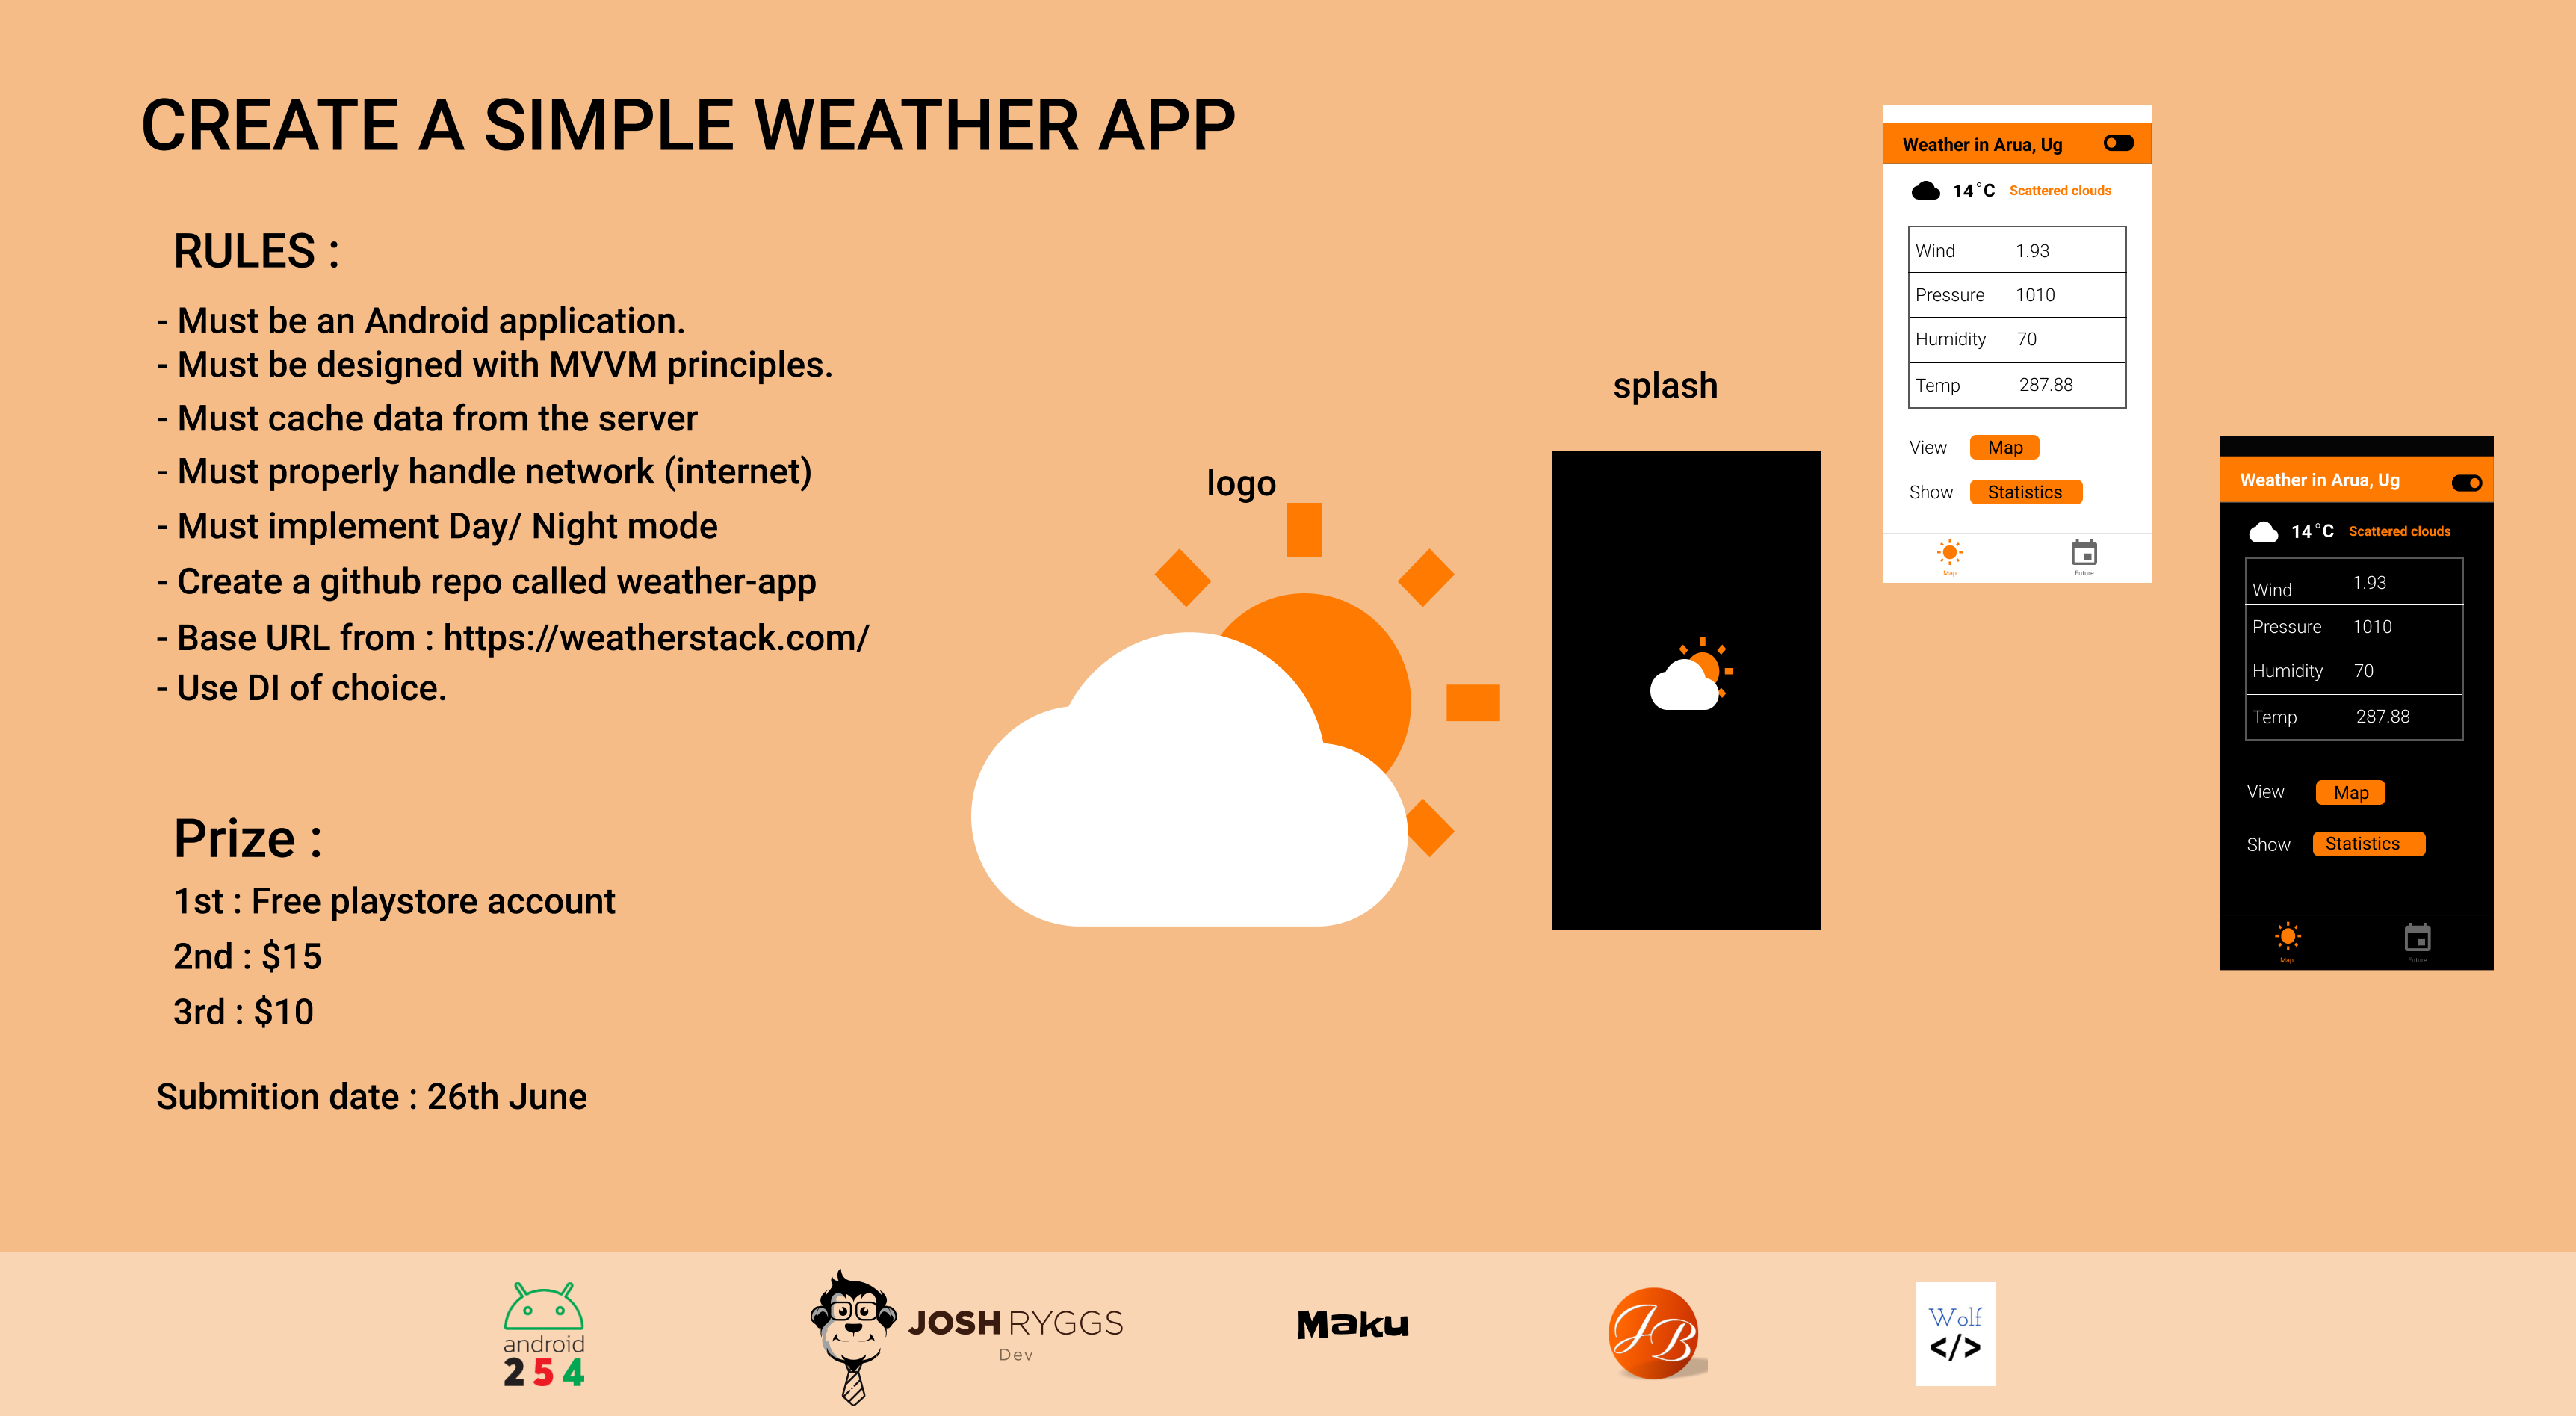 CREATE A SIMPLE WEATHER APP
RULES :
- Must be an Android application.
- Must be designed with MVVM principles.
- Must cache data from the server
- Must properly handle network (internet)
- Must implement Day/ Night mode
- Create a github repo called weather-app
- Base URL from : https://weatherstack.com/
- Use DI of choice.
Prize :
1st : Free playstore account
2nd : $15
3rd : $10
Submition date : 26th June
logo
splash
Weather in Arua, Ug
14°C Scattered clouds
Wind 1.93
Pressure 1010
Humidity 70
Temp 287.88
View Map
Show Statistics
Map Future
Weather in Arua, Ug
14°C Scattered clouds
Wind 1.93
Pressure 1010
Humidity 70
Temp 287.88
View Map
Show Statistics
Map Future
android
254
JOSH RYGGS
Dev
Maku
JB
Wolf
</>